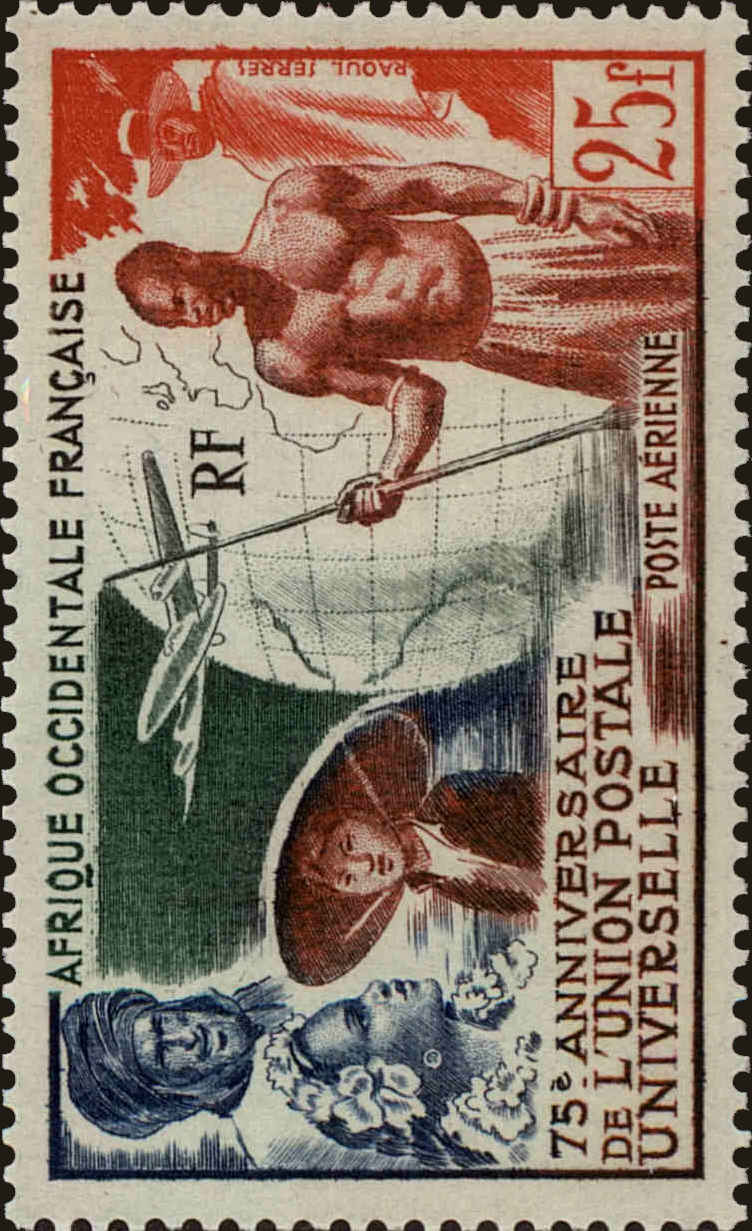 AFRIQUE OCCIDENTALE FRANÇAISE
RAOUL SERRES
RF
25f
75e ANNIVERSAIRE
DE L'UNION POSTALE
UNIVERSELLE
POSTE AÉRIENNE